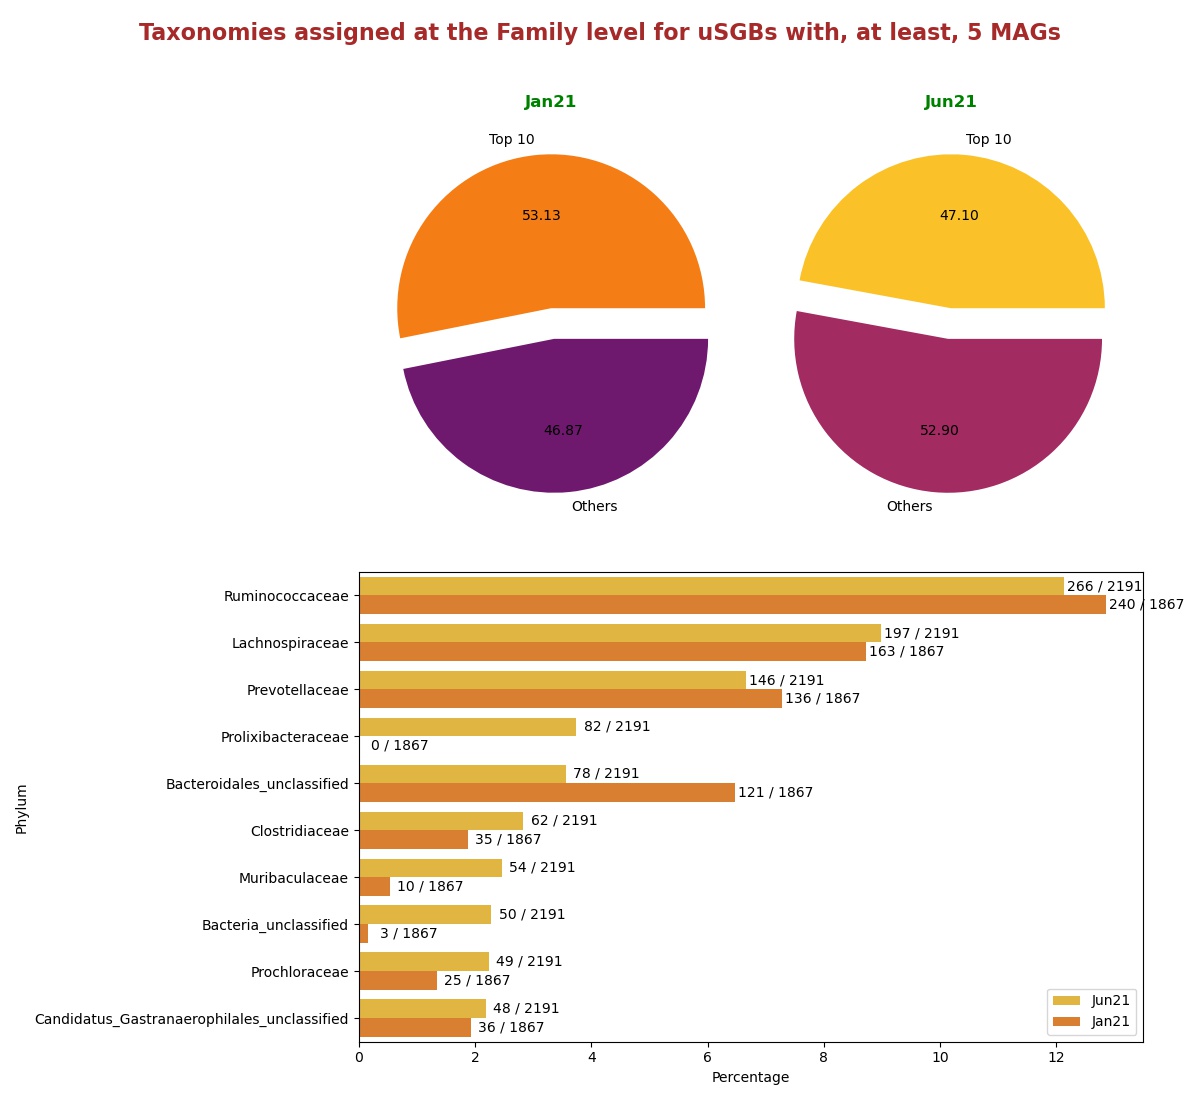 Taxonomies assigned at the Family level for uSGBs with, at least, 5 MAGs
Jan21
Top 10
53.13
46.87
Others
Jun21
Top 10
47.10
52.90
Others
Phylum
Ruminococcaceae
266 / 2191
240 / 1867
Lachnospiraceae
197 / 2191
163 / 1867
Prevotellaceae
146 / 2191
136 / 1867
Prolixibacteraceae
82 / 2191
0 / 1867
Bacteroidales_unclassified
78 / 2191
121 / 1867
Clostridiaceae
62 / 2191
35 / 1867
Muribaculaceae
54 / 2191
10 / 1867
Bacteria_unclassified
50 / 2191
3 / 1867
Prochloraceae
49 / 2191
25 / 1867
Candidatus_Gastranaerophilales_unclassified
48 / 2191
36 / 1867
Jun21
Jan21
0 2 4 6 8 10 12
Percentage